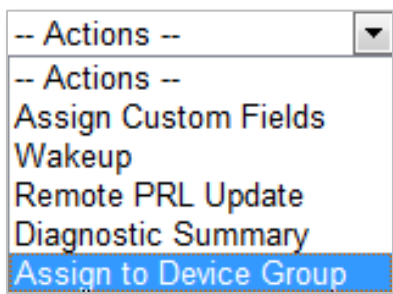 -- Actions --
-- Actions --
Assign Custom Fields
Wakeup
Remote PRL Update
Diagnostic Summary
Assign to Device Group